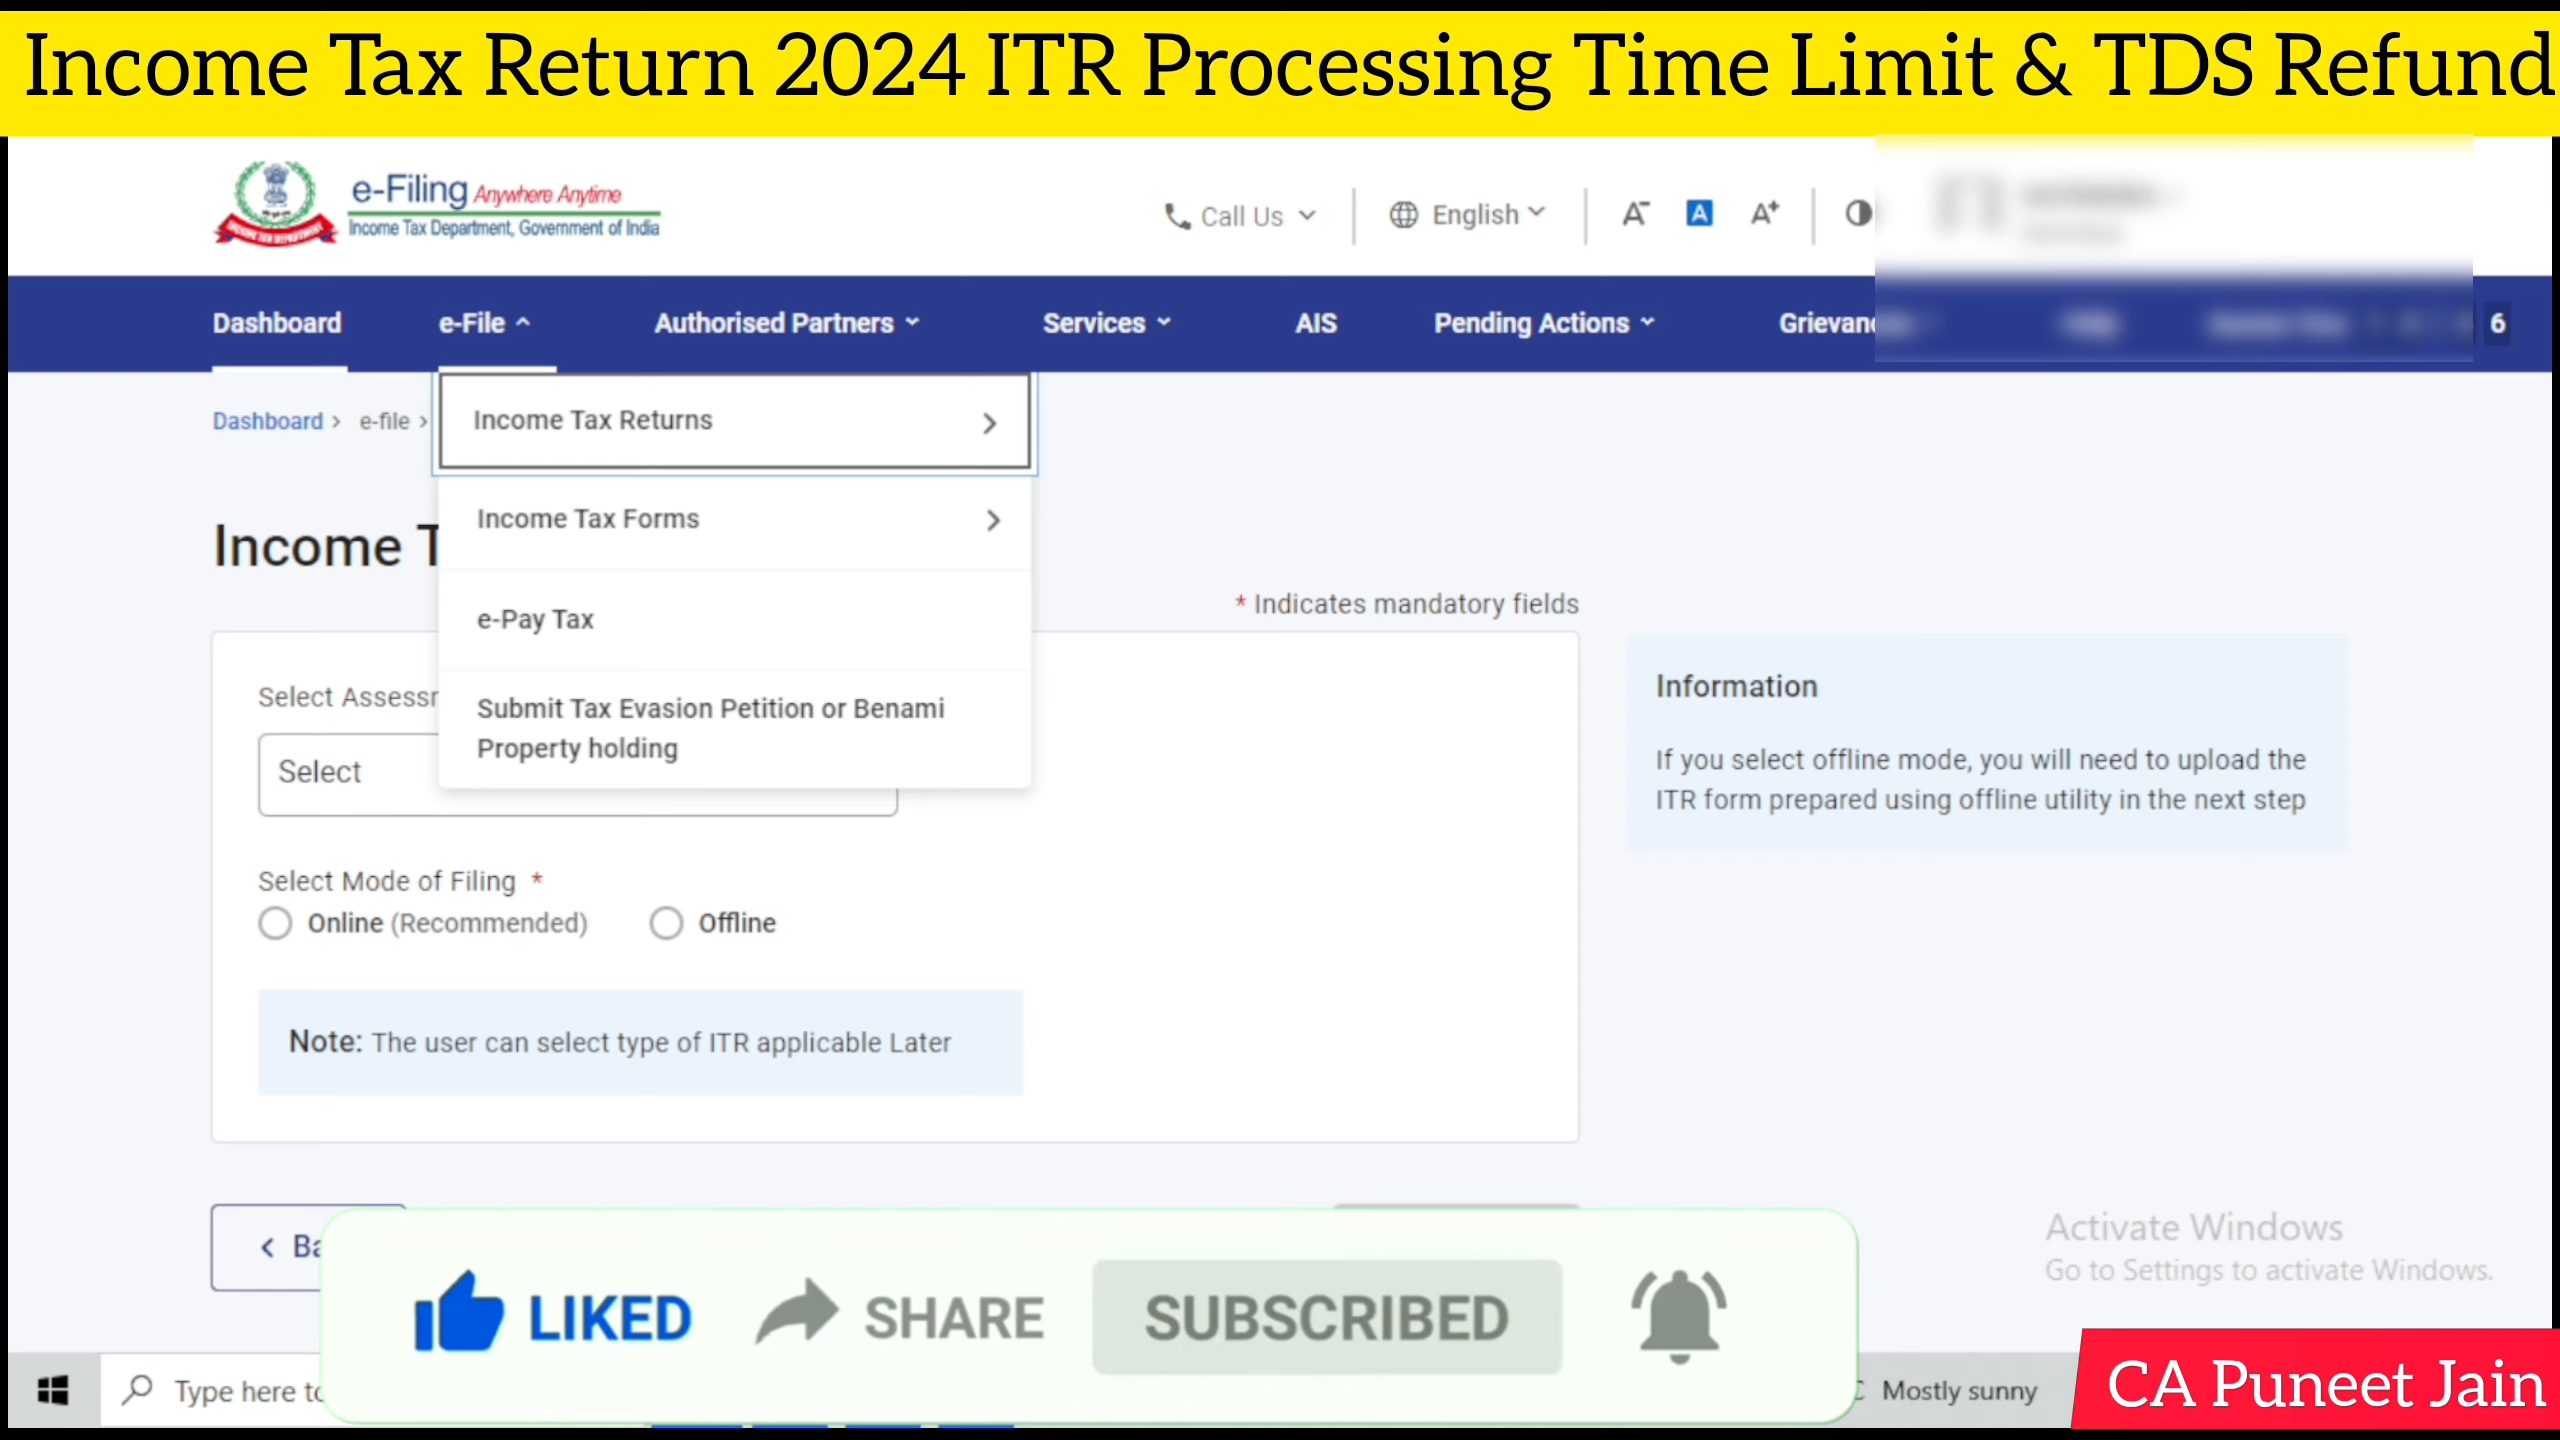 Income Tax Return 2024 ITR Processing Time Limit & TDS Refund
e-Filing Anywhere Anytime
Income Tax Department, Government of India
Call Us
English
A-
A
A+
Dashboard
e-File
Authorised Partners
Services
AIS
Pending Actions
Grievanc
6
Dashboard > e-file >
Income Tax Returns
Income Tax Forms
e-Pay Tax
Submit Tax Evasion Petition or Benami
Property holding
Income T
* Indicates mandatory fields
Select Assessm
Select
Select Mode of Filing *
Online (Recommended)
Offline
Note: The user can select type of ITR applicable Later
Information
If you select offline mode, you will need to upload the
ITR form prepared using offline utility in the next step
< Ba
LIKED
SHARE
SUBSCRIBED
Activate Windows
Go to Settings to activate Windows.
Type here to
Mostly sunny
CA Puneet Jain